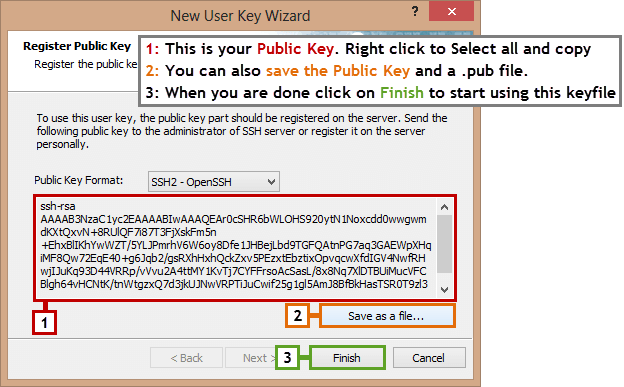 New User Key Wizard
?
Register Public Key
Register the public ke
1: This is your Public Key. Right click to Select all and copy
2: You can also save the Public Key and a .pub file.
3: When you are done click on Finish to start using this keyfile
To use this user key, the public key part should be registered on the server. Send the
following public key to the administrator of SSH server or register it on the server
personally.
Public Key Format: SSH2 - OpenSSH
ssh-rsa
AAAAB3NzaC1yc2EAAAABIwAAAQEAr0cSHR6bWLOHS920ytN1Noxcdd0wwgwm
dKXtQxvN+8RUlQF7i87T3FjXskFm5n
+EhxBlIKhYwWZT/5YLJPmrhV6W6oy8Dfe1JHBejLbd9TGFQAtnPG7aq3GAEWpXHq
iMF8Qw72EqE40+g6Jqb2/gsRXhHxhQckZxv5PEzxtEbztixOpvqcwXfdIGV4NwfRH
wjIJuKq93D44VRRp/vVvu2A4ttMY1KvTj7CYFFrsoAcSasL/8x8Nq7XlDTBUiMucVFC
Blgh64vHCNtK/tnWtgzxQ7d3jkUJNwVRPTiJuCwif25g1gl5AmJ8BfBkHasTSR0T9zl3
1
2 Save as a file...
< Back Next > 3 Finish Cancel